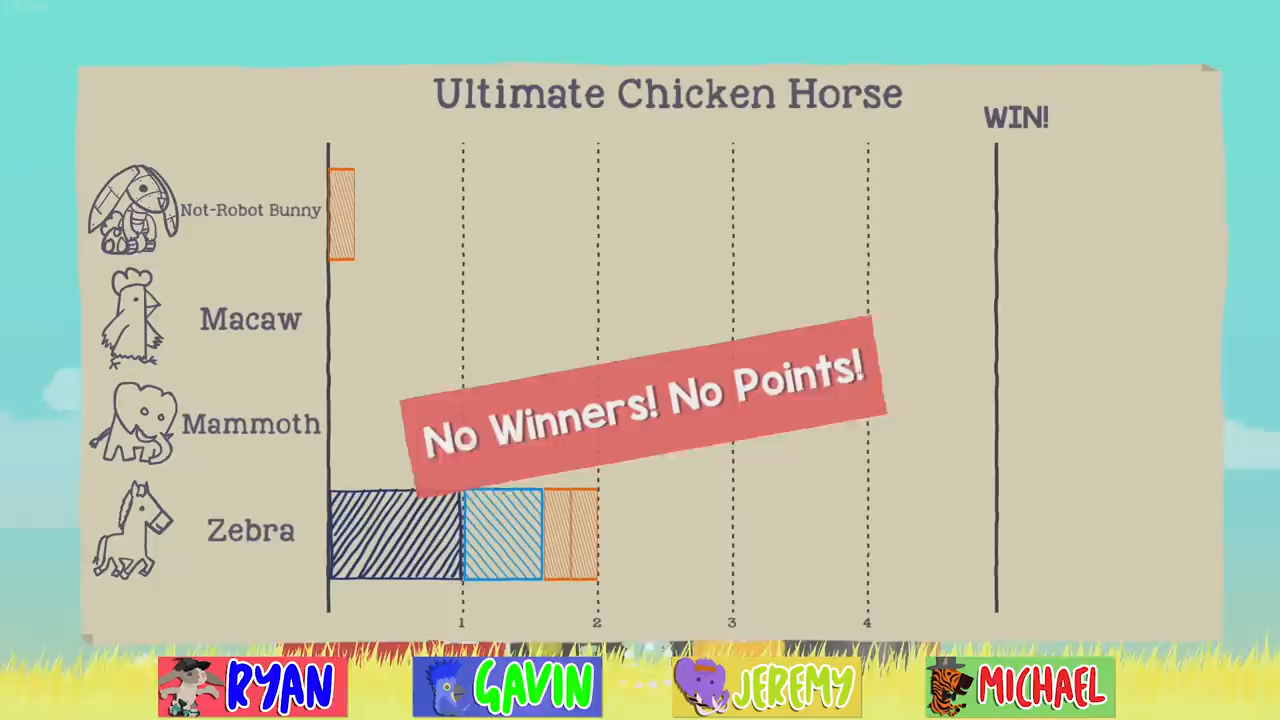 Ultimate Chicken Horse
WIN!
Not-Robot Bunny
Macaw
Mammoth
Zebra
No Winners! No Points!
1 2 3 4
RYAN GAVIN JEREMY MICHAEL